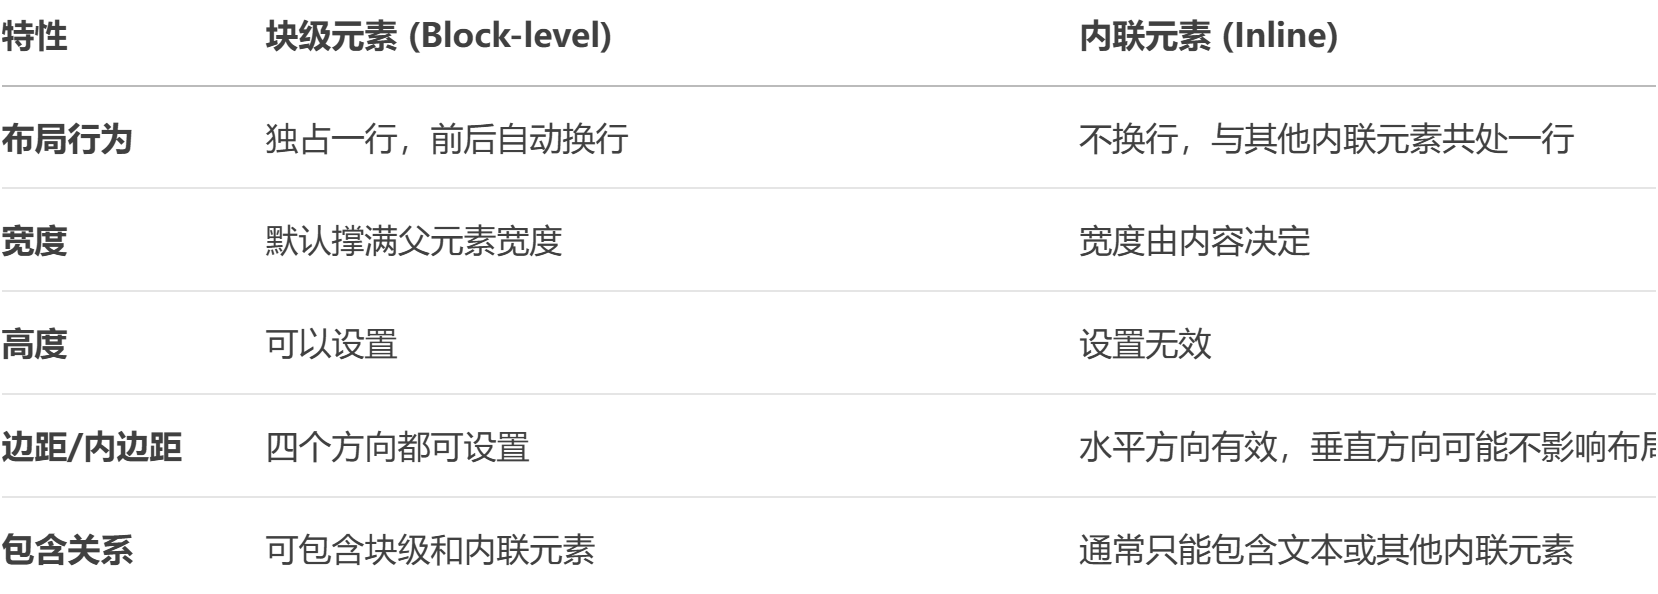 特性 块级元素 (Block-level) 内联元素 (Inline)
布局行为 独占一行，前后自动换行 不换行，与其他内联元素共处一行
宽度 默认撑满父元素宽度 宽度由内容决定
高度 可以设置 设置无效
边距/内边距 四个方向都可设置 水平方向有效，垂直方向可能不影响布局
包含关系 可包含块级和内联元素 通常只能包含文本或其他内联元素